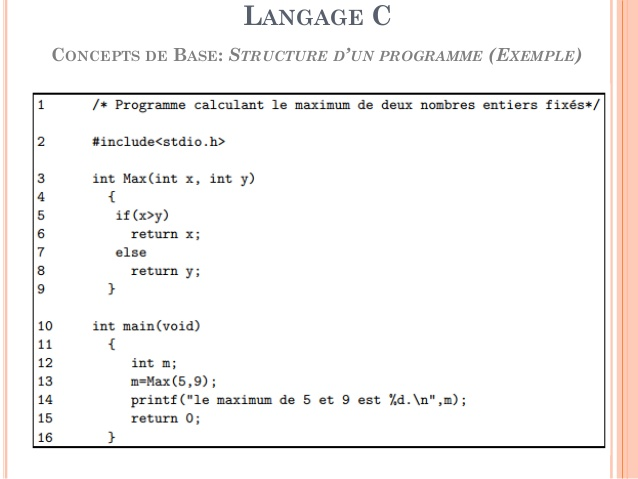 LANGAGE C
CONCEPTS DE BASE: STRUCTURE D'UN PROGRAMME (EXEMPLE)
1 /* Programme calculant le maximum de deux nombres entiers fixés*/
2 #include<stdio.h>
3 int Max(int x, int y)
4 {
5 if(x>y)
6 return x;
7 else
8 return y;
9 }
10 int main(void)
11 {
12 int m;
13 m=Max(5,9);
14 printf("le maximum de 5 et 9 est %d.\n",m);
15 return 0;
16 }